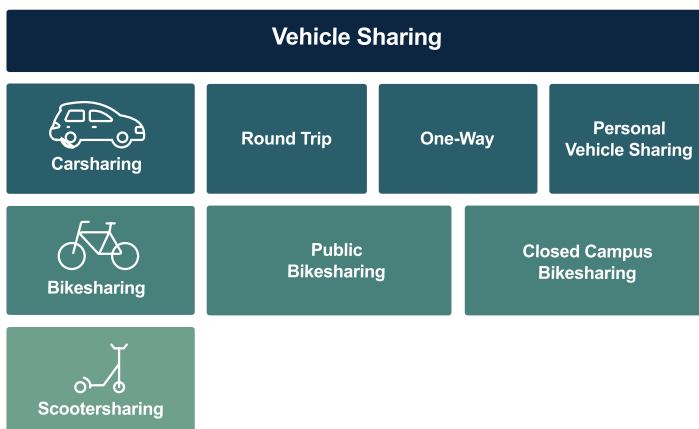 Vehicle Sharing
Carsharing
Round Trip
One-Way
Personal
Vehicle Sharing
Bikesharing
Public
Bikesharing
Closed Campus
Bikesharing
Scootersharing